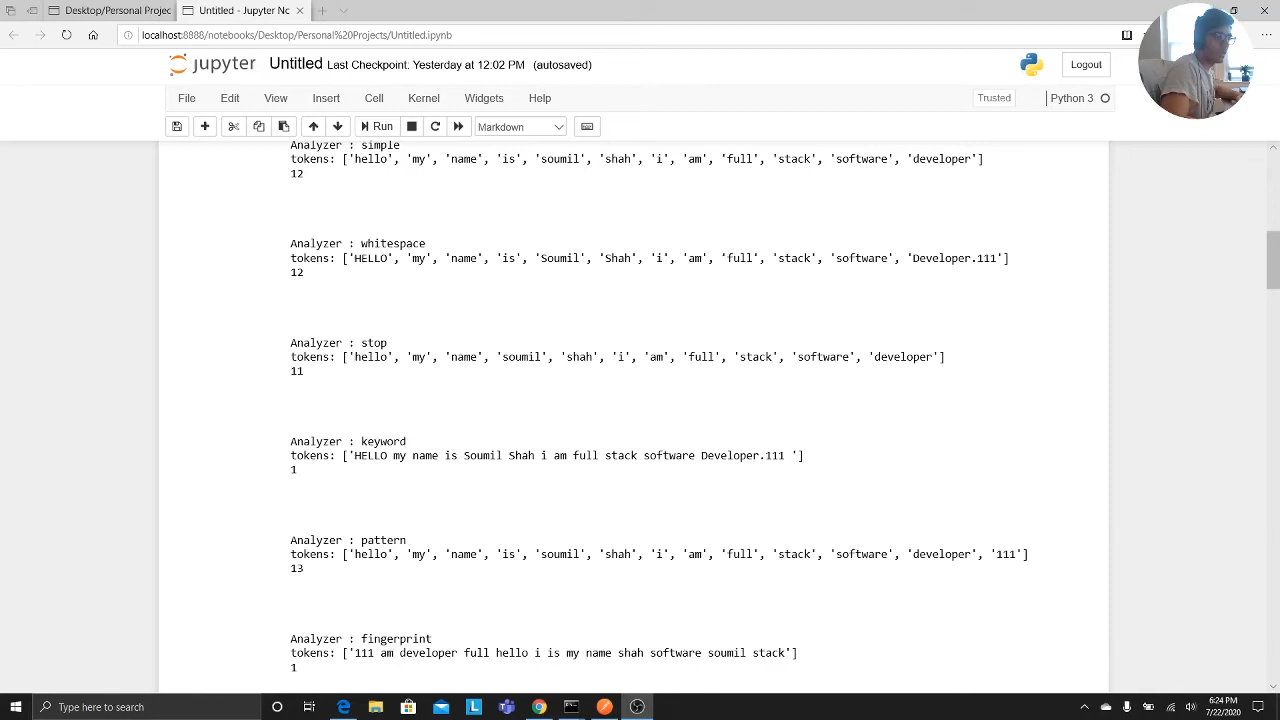 Desktop/Personal Projec
Untitled - Jupyter Nc
localhost:8888/notebooks/Desktop/Personal%20Projects/Untitled.ipynb
jupyter Untitled Last Checkpoint: Yesterday at 12:02 PM (autosaved)
Logout
File Edit View Insert Cell Kernel Widgets Help
Trusted Python 3
Run Markdown
Analyzer : simple
tokens: ['hello', 'my', 'name', 'is', 'soumil', 'shah', 'i', 'am', 'full', 'stack', 'software', 'developer']
12
Analyzer : whitespace
tokens: ['HELLO', 'my', 'name', 'is', 'Soumil', 'Shah', 'i', 'am', 'full', 'stack', 'software', 'Developer.111']
12
Analyzer : stop
tokens: ['hello', 'my', 'name', 'soumil', 'shah', 'i', 'am', 'full', 'stack', 'software', 'developer']
11
Analyzer : keyword
tokens: ['HELLO my name is Soumil Shah i am full stack software Developer.111 ']
1
Analyzer : pattern
tokens: ['hello', 'my', 'name', 'is', 'soumil', 'shah', 'i', 'am', 'full', 'stack', 'software', 'developer', '111']
13
Analyzer : fingerprint
tokens: ['111 am developer full hello i is my name shah software soumil stack']
1
Type here to search
6:24 PM
7/22/2020